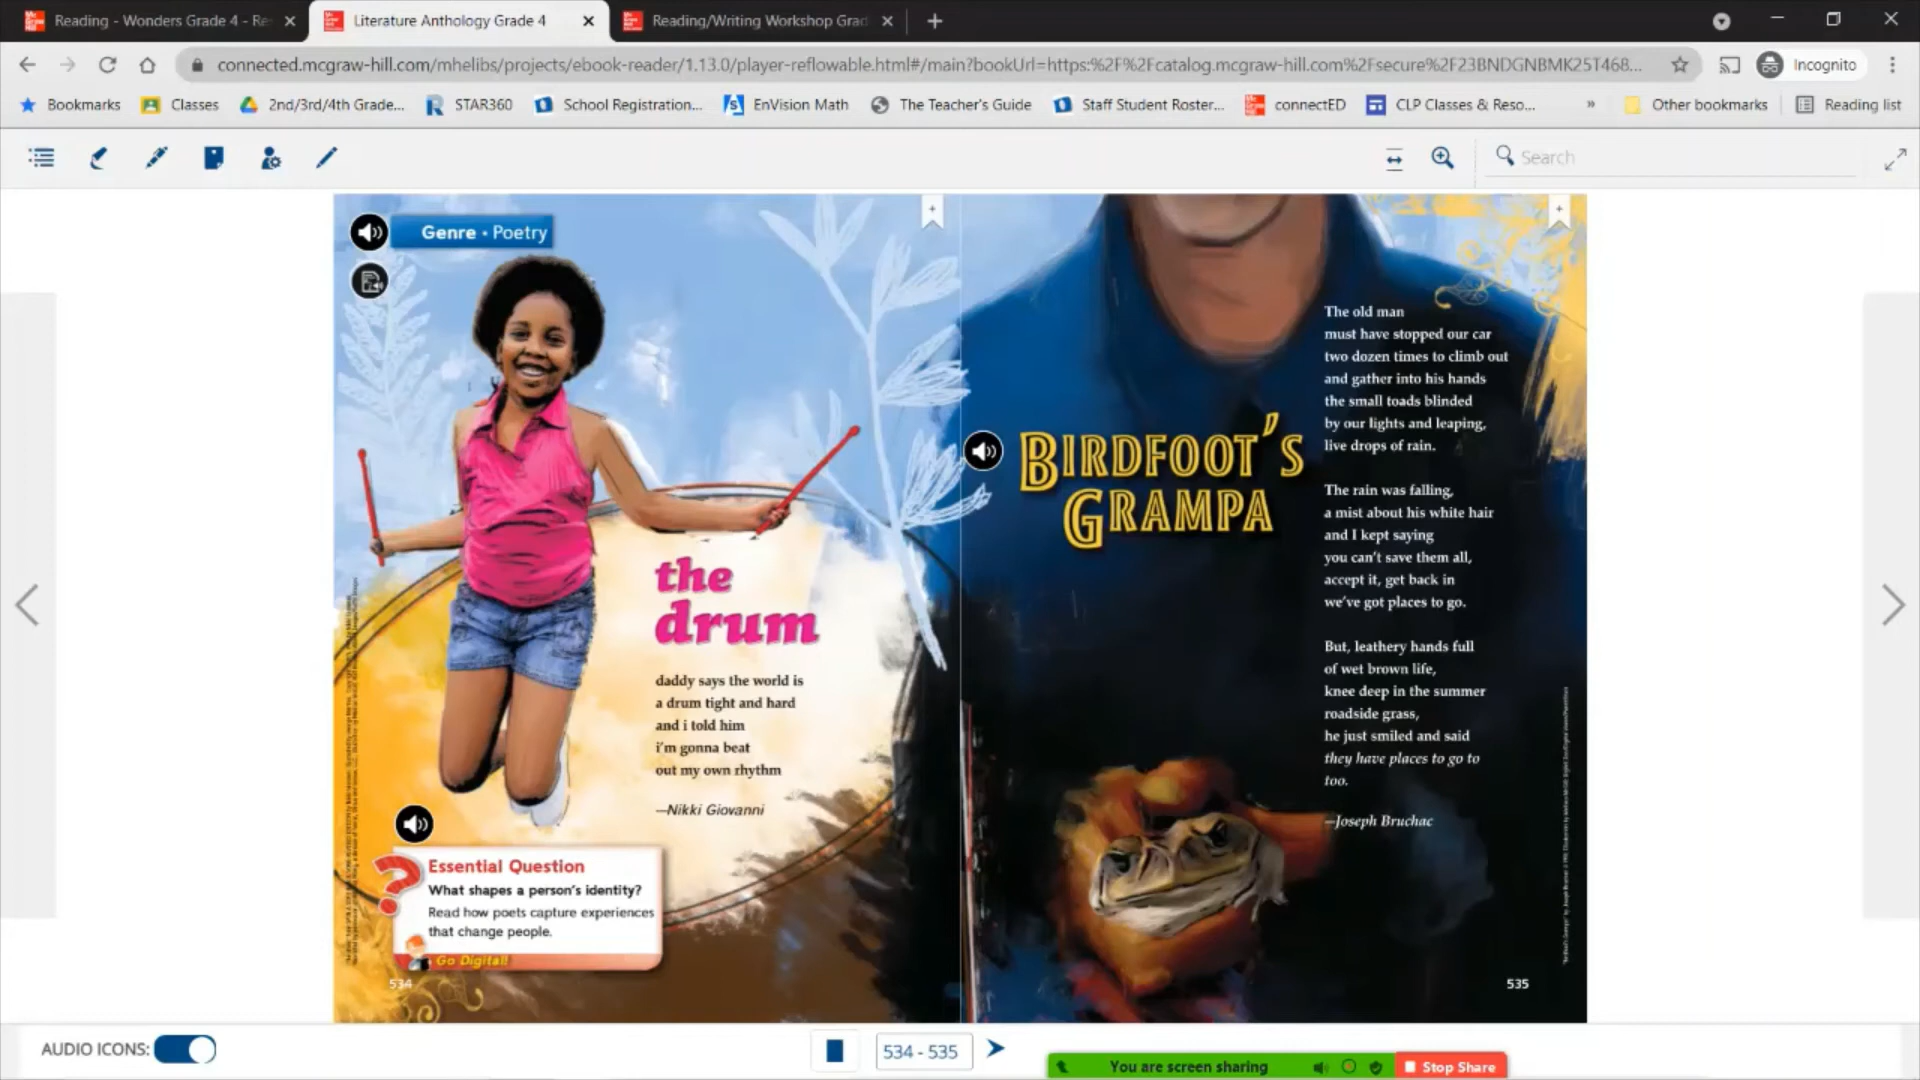 Reading - Wonders Grade 4 - Re
Literature Anthology Grade 4
Reading/Writing Workshop Grad
connected.mcgraw-hill.com/mhelibs/projects/ebook-reader/1.13.0/player-reflowable.html#/main?bookUrl=https:%2F%2Fcatalog.mcgraw-hill.com%2Fsecure%2F23BNDGNBMK25T468...
Incognito
Bookmarks
Classes
2nd/3rd/4th Grade...
STAR360
School Registration...
EnVision Math
The Teacher's Guide
Staff Student Roster...
connectED
CLP Classes & Reso...
»
Other bookmarks
Reading list
Search
Genre • Poetry
the
drum
daddy says the world is
a drum tight and hard
and i told him
i'm gonna beat
out my own rhythm
—Nikki Giovanni
Essential Question
What shapes a person's identity?
Read how poets capture experiences
that change people.
Go Digital!
534
BIRDFOOT'S
GRAMPA
The old man
must have stopped our car
two dozen times to climb out
and gather into his hands
the small toads blinded
by our lights and leaping,
live drops of rain.
The rain was falling,
a mist about his white hair
and I kept saying
you can't save them all,
accept it, get back in
we've got places to go.
But, leathery hands full
of wet brown life,
knee deep in the summer
roadside grass,
he just smiled and said
they have places to go to
too.
—Joseph Bruchac
535
AUDIO ICONS:
534 - 535
You are screen sharing
Stop Share